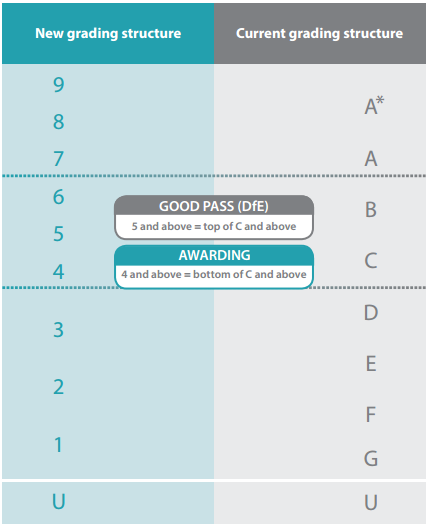 New grading structure Current grading structure
9
A*
8
7 A
6
B
GOOD PASS (DfE)
5 and above = top of C and above
5
AWARDING
C
4
4 and above = bottom of C and above
D
3
E
2
F
1
G
U U